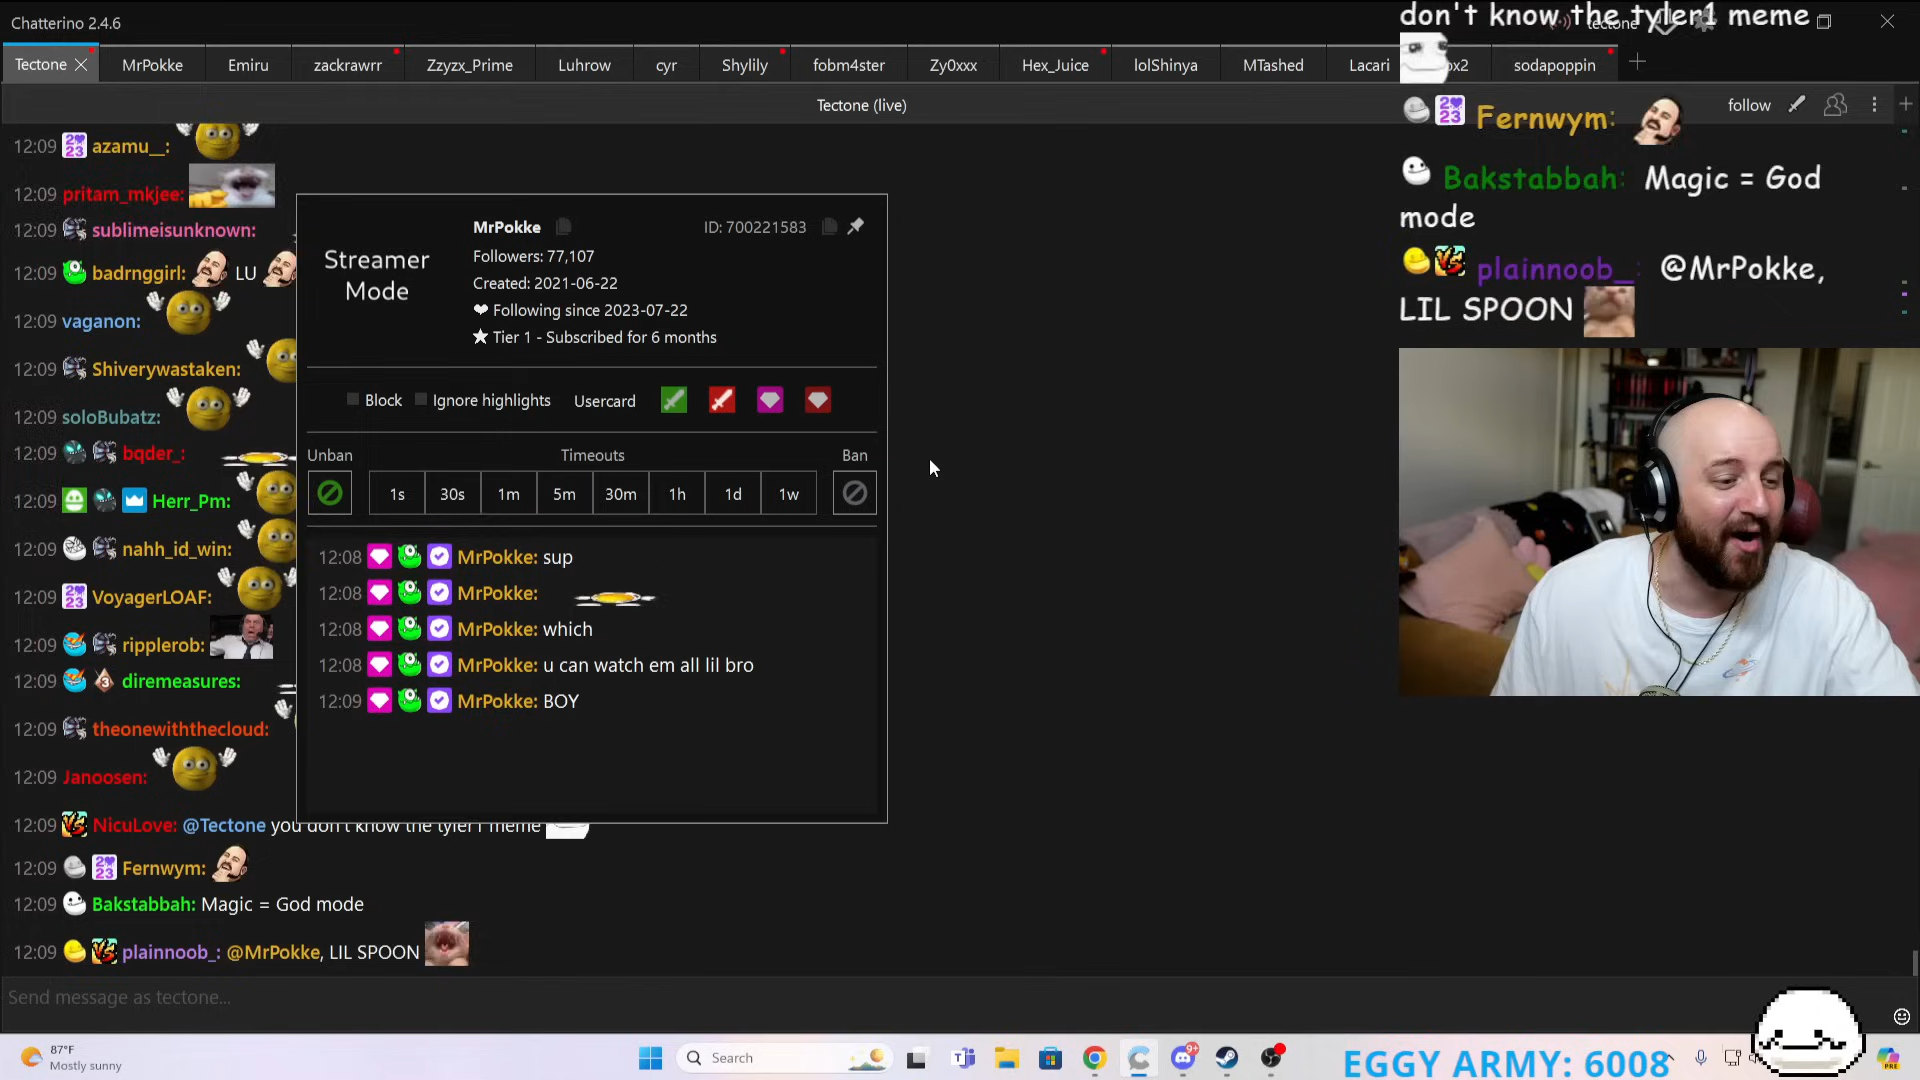 Chatterino 2.4.6
Tectone
MrPokke
Emiru
zackrawrr
Zzyzx_Prime
Luhrow
cyr
Shylily
fobm4ster
Zy0xxx
Hex_Juice
lolShinya
MTashed
Lacari
sodapoppin
Tectone (live)
follow
12:09 azamu__:
12:09 pritam_mkjee:
12:09 sublimeisunknown:
12:09 badrnggirl: LU
12:09 vaganon:
12:09 Shiverywastaken:
12:09 soloBubatz:
12:09 bqder_:
12:09 Herr_Pm:
12:09 nahh_id_win:
12:09 VoyagerLOAF:
12:09 ripplerob:
12:09 diremeasures:
12:09 theonewiththecloud:
12:09 Janoosen:
12:09 NicuLove: @Tectone you don't know the tyler1 meme
12:09 Fernwym:
12:09 Bakstabbah: Magic = God mode
12:09 plainnoob_: @MrPokke, LIL SPOON
Send message as tectone...
Streamer
Mode
MrPokke
ID: 700221583
Followers: 77,107
Created: 2021-06-22
Following since 2023-07-22
Tier 1 - Subscribed for 6 months
Block
Ignore highlights
Usercard
Unban
Timeouts
Ban
1s
30s
1m
5m
30m
1h
1d
1w
12:08 MrPokke: sup
12:08 MrPokke:
12:08 MrPokke: which
12:08 MrPokke: u can watch em all lil bro
12:09 MrPokke: BOY
don't know the tyler1 meme
Fernwym:
Bakstabbah: Magic = God
mode
plainnoob_: @MrPokke,
LIL SPOON
87°F
Mostly sunny
Search
EGGY ARMY: 6008